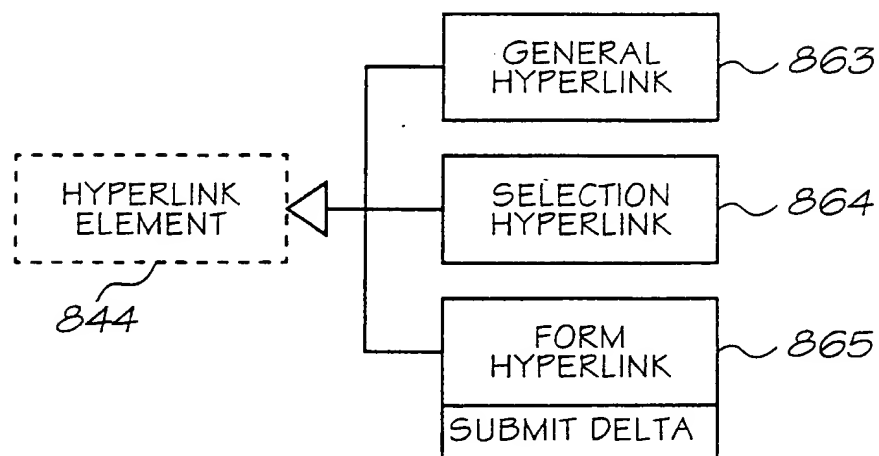 GENERAL
HYPERLINK
863
HYPERLINK
ELEMENT
844
SELECTION
HYPERLINK
864
FORM
HYPERLINK
865
SUBMIT DELTA